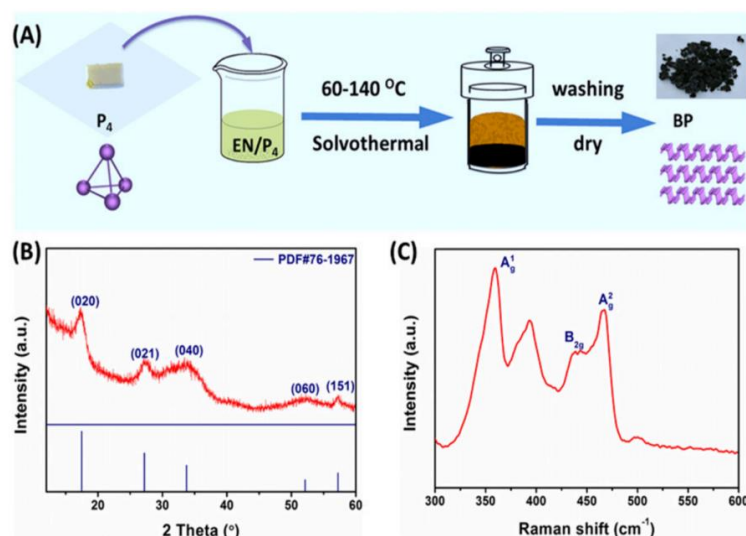 (A)
P₄
EN/P₄
60-140 ⁰C
Solvothermal
washing
dry
BP
(B)
PDF#76-1967
(020)
(021)
(040)
(060)
(151)
Intensity (a.u.)
20 30 40 50 60
2 Theta (°)
(C)
A¹g
B₂g
A²g
Intensity (a.u.)
300 350 400 450 500 550 600
Raman shift (cm⁻¹)